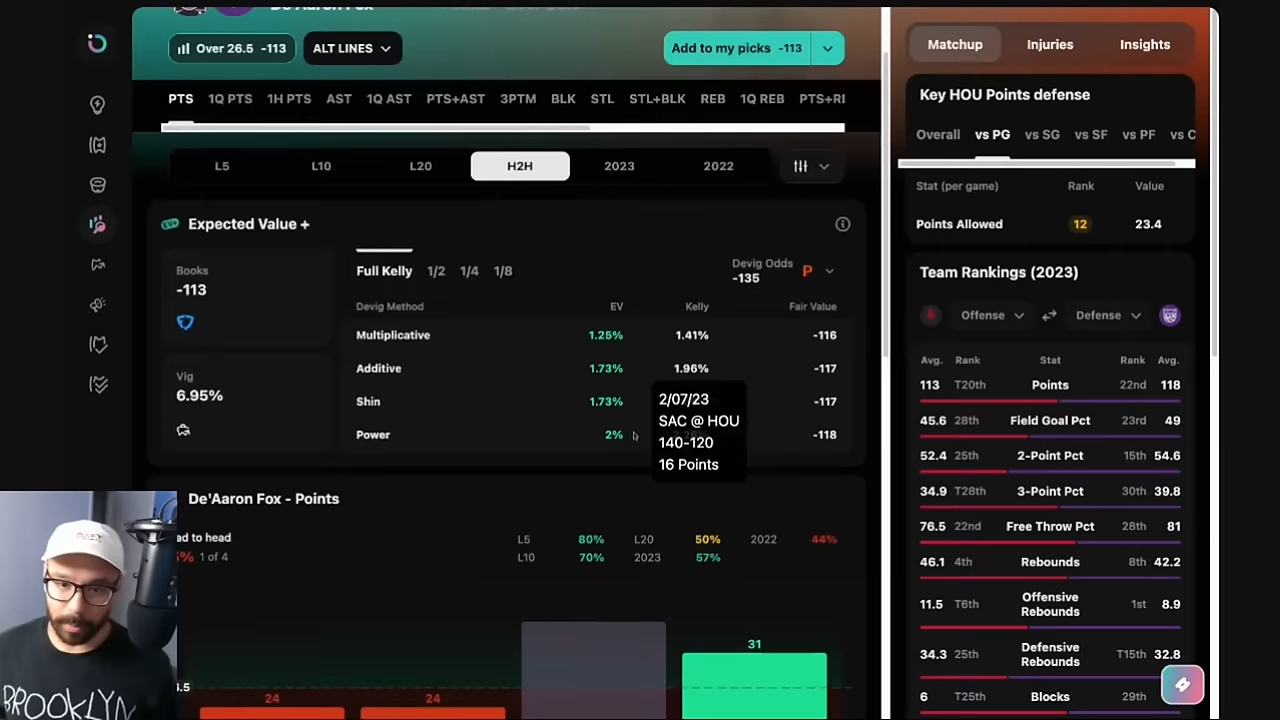 De'Aaron Fox
Over 26.5 -113
ALT LINES
Add to my picks -113
PTS 1Q PTS 1H PTS AST 1Q AST PTS+AST 3PTM BLK STL STL+BLK REB 1Q REB PTS+RI
L5 L10 L20 H2H 2023 2022
Expected Value +
Books
-113
Vig
6.95%
Full Kelly 1/2 1/4 1/8
Devig Odds
-135
P
Devig Method EV Kelly Fair Value
Multiplicative 1.25% 1.41% -116
Additive 1.73% 1.96% -117
Shin 1.73% -117
Power 2% -118
2/07/23
SAC @ HOU
140-120
16 Points
De'Aaron Fox - Points
ad to head
5% 1 of 4
L5 80% L20 50% 2022 44%
L10 70% 2023 57%
31
24
24
.5
BROOKLYN
Matchup Injuries Insights
Key HOU Points defense
Overall vs PG vs SG vs SF vs PF vs C
Stat (per game) Rank Value
Points Allowed 12 23.4
Team Rankings (2023)
Offense Defense
Avg. Rank Stat Rank Avg.
113 T20th Points 22nd 118
45.6 28th Field Goal Pct 23rd 49
52.4 25th 2-Point Pct 15th 54.6
34.9 T28th 3-Point Pct 30th 39.8
76.5 22nd Free Throw Pct 28th 81
46.1 4th Rebounds 8th 42.2
11.5 T6th Offensive Rebounds 1st 8.9
34.3 25th Defensive Rebounds T15th 32.8
6 T25th Blocks 29th